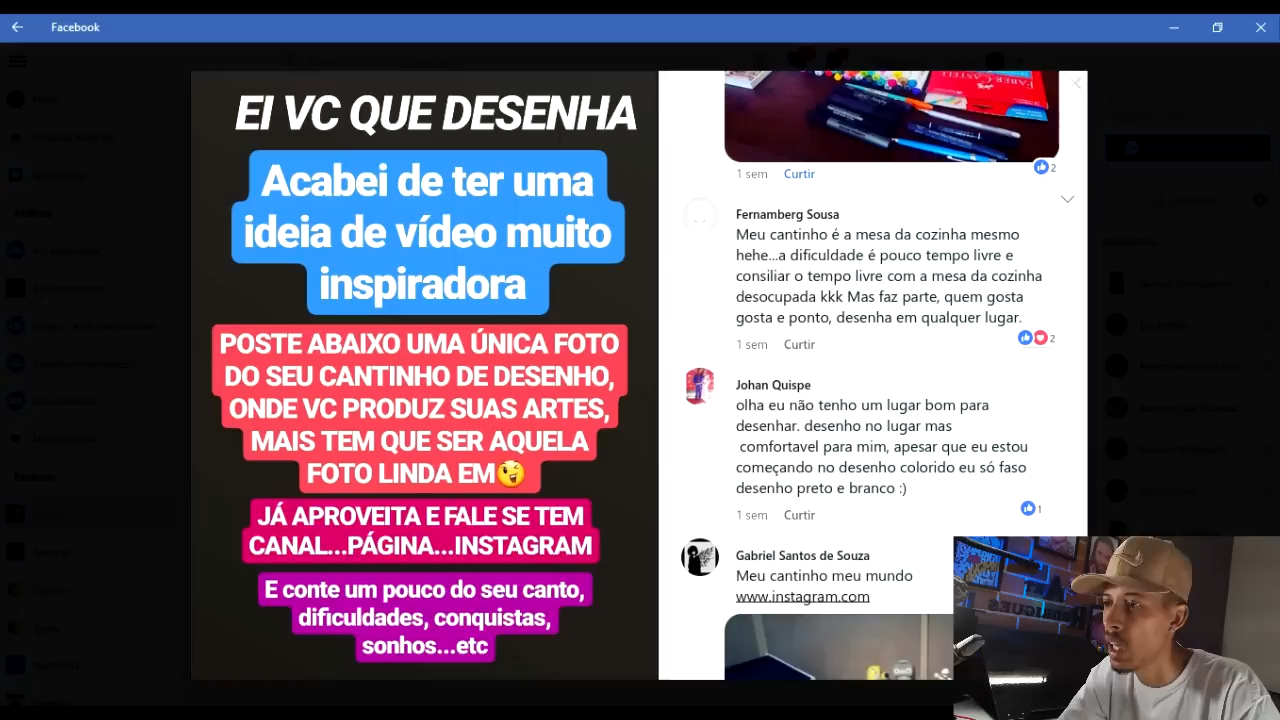 Facebook
EI VC QUE DESENHA
Acabei de ter uma
ideia de vídeo muito
inspiradora
POSTE ABAIXO UMA ÚNICA FOTO
DO SEU CANTINHO DE DESENHO,
ONDE VC PRODUZ SUAS ARTES,
MAIS TEM QUE SER AQUELA
FOTO LINDA EM😉
JÁ APROVEITA E FALE SE TEM
CANAL...PÁGINA...INSTAGRAM
E conte um pouco do seu canto,
dificuldades, conquistas,
sonhos...etc
FABER-CASTELL
1 sem Curtir
2
Fernamberg Sousa
Meu cantinho é a mesa da cozinha mesmo
hehe...a dificuldade é pouco tempo livre e
consiliar o tempo livre com a mesa da cozinha
desocupada kkk Mas faz parte, quem gosta
gosta e ponto, desenha em qualquer lugar.
1 sem Curtir
2
Johan Quispe
olha eu não tenho um lugar bom para
desenhar. desenho no lugar mas
comfortavel para mim, apesar que eu estou
começando no desenho colorido eu só faso
desenho preto e branco :)
1 sem Curtir
1
Gabriel Santos de Souza
Meu cantinho meu mundo
www.instagram.com